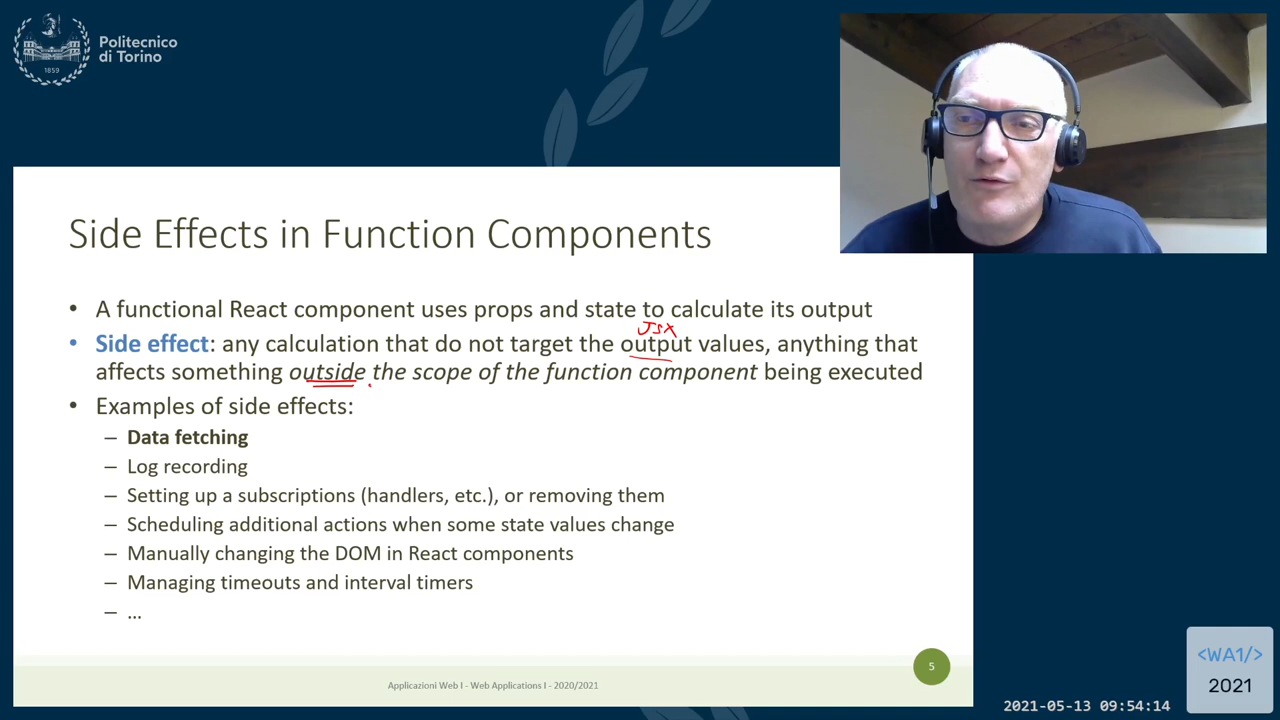 Politecnico
di Torino
1859
Side Effects in Function Components
• A functional React component uses props and state to calculate its output
JSX
• Side effect: any calculation that do not target the output values, anything that
affects something outside the scope of the function component being executed
• Examples of side effects:
– Data fetching
– Log recording
– Setting up a subscriptions (handlers, etc.), or removing them
– Scheduling additional actions when some state values change
– Manually changing the DOM in React components
– Managing timeouts and interval timers
– ...
5
Applicazioni Web I - Web Applications I - 2020/2021
<WA1/>
2021
2021-05-13 09:54:14